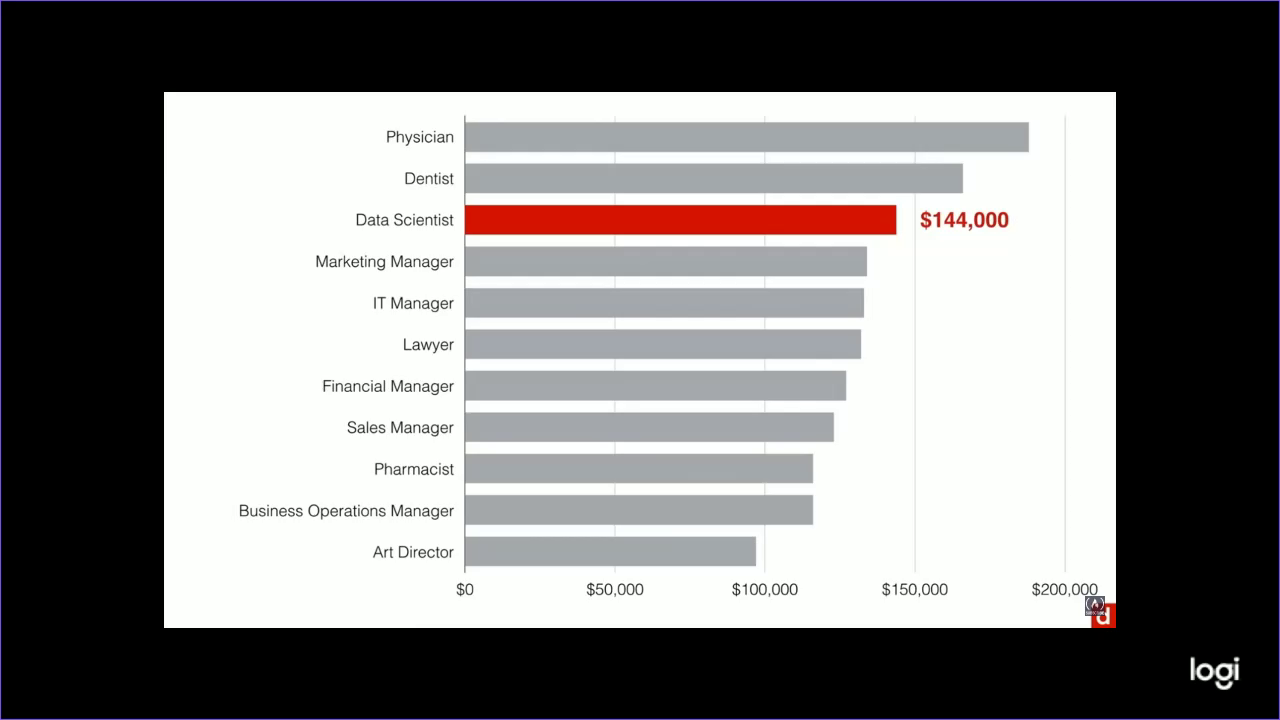 Physician
Dentist
Data Scientist
$144,000
Marketing Manager
IT Manager
Lawyer
Financial Manager
Sales Manager
Pharmacist
Business Operations Manager
Art Director
$0
$50,000
$100,000
$150,000
$200,000
d
logi